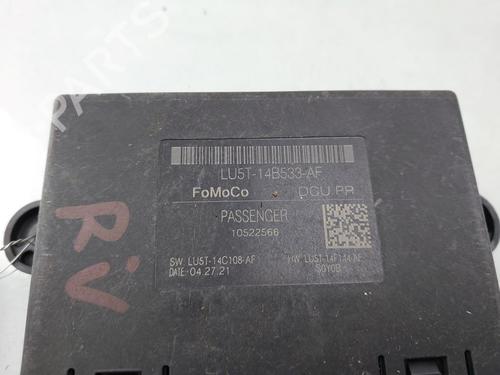 LU5T-14B533-AF
FoMoCo DCU PR
PASSENGER
10522566
SW LU5T-14C108-AF
DATE: 04.27.21
HW LU5T-14F144-AF
RV